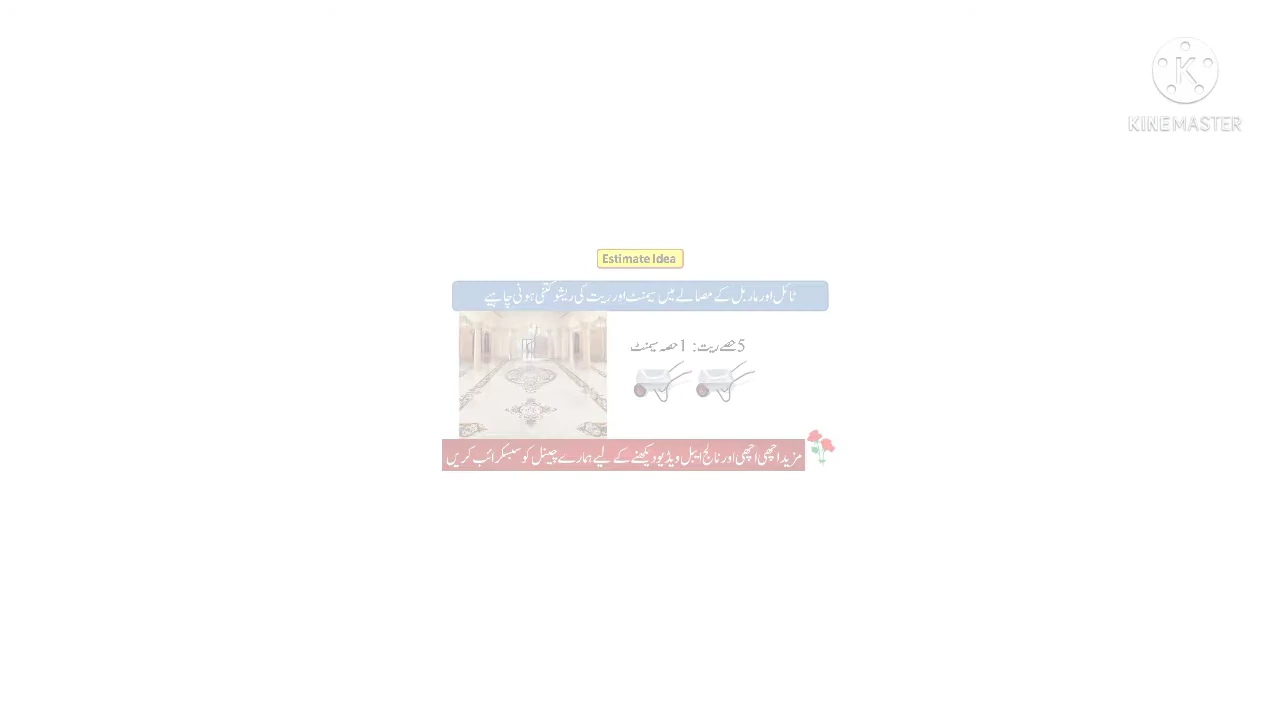 KINEMASTER
Estimate Idea
ٹائل اور ماربل کے مصالے میں سیمنٹ اور ریت کی ریشو کتنی ہونی چاہیے
5 حصے ریت: 1 حصہ سیمنٹ
مزید اچھی اچھی اور نالج ایبل ویڈیو دیکھنے کے لیے ہمارے چینل کو سبسکرائب کریں